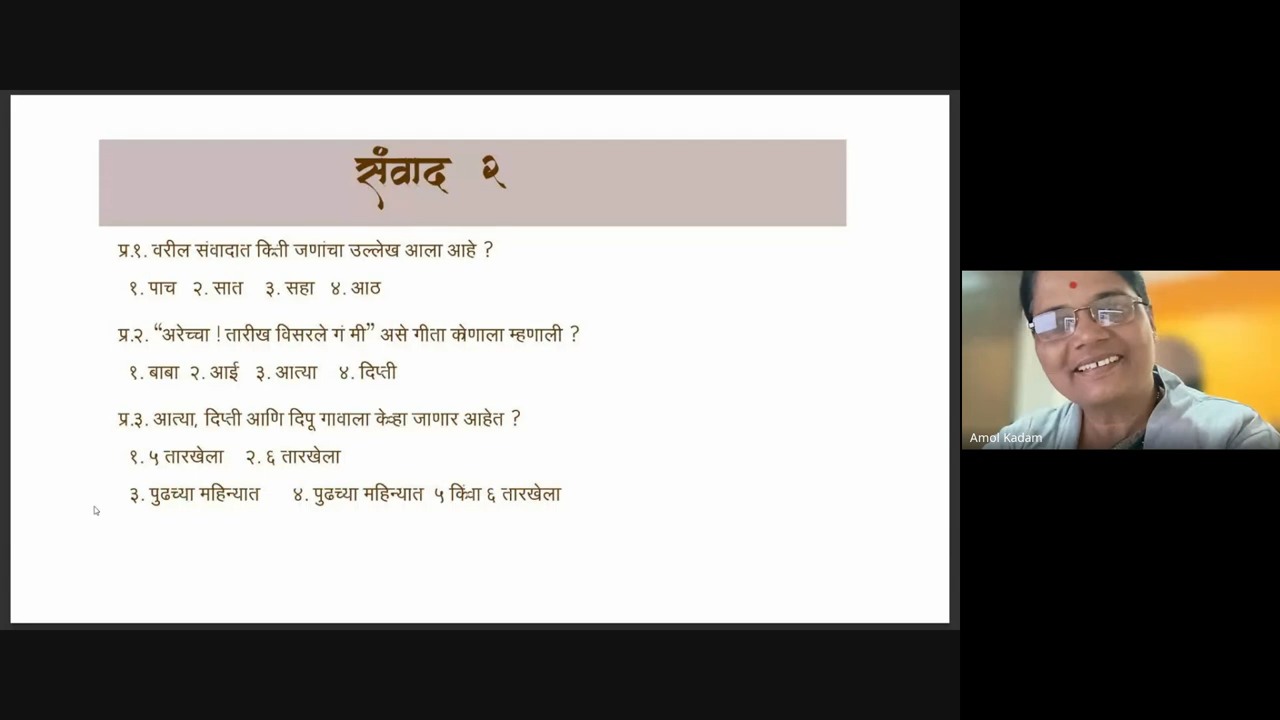 संवाद २
प्र.१. वरील संवादात किती जणांचा उल्लेख आला आहे ?
१. पाच २. सात ३. सहा ४. आठ
प्र.२. “अरेच्चा ! तारीख विसरले गं मी” असे गीता कोणाला म्हणाली ?
१. बाबा २. आई ३. आत्या ४. दिप्ती
प्र.३. आत्या, दिप्ती आणि दिपू गावाला केव्हा जाणार आहेत ?
१. ५ तारखेला २. ६ तारखेला
३. पुढच्या महिन्यात ४. पुढच्या महिन्यात ५ किंवा ६ तारखेला
Amol Kadam